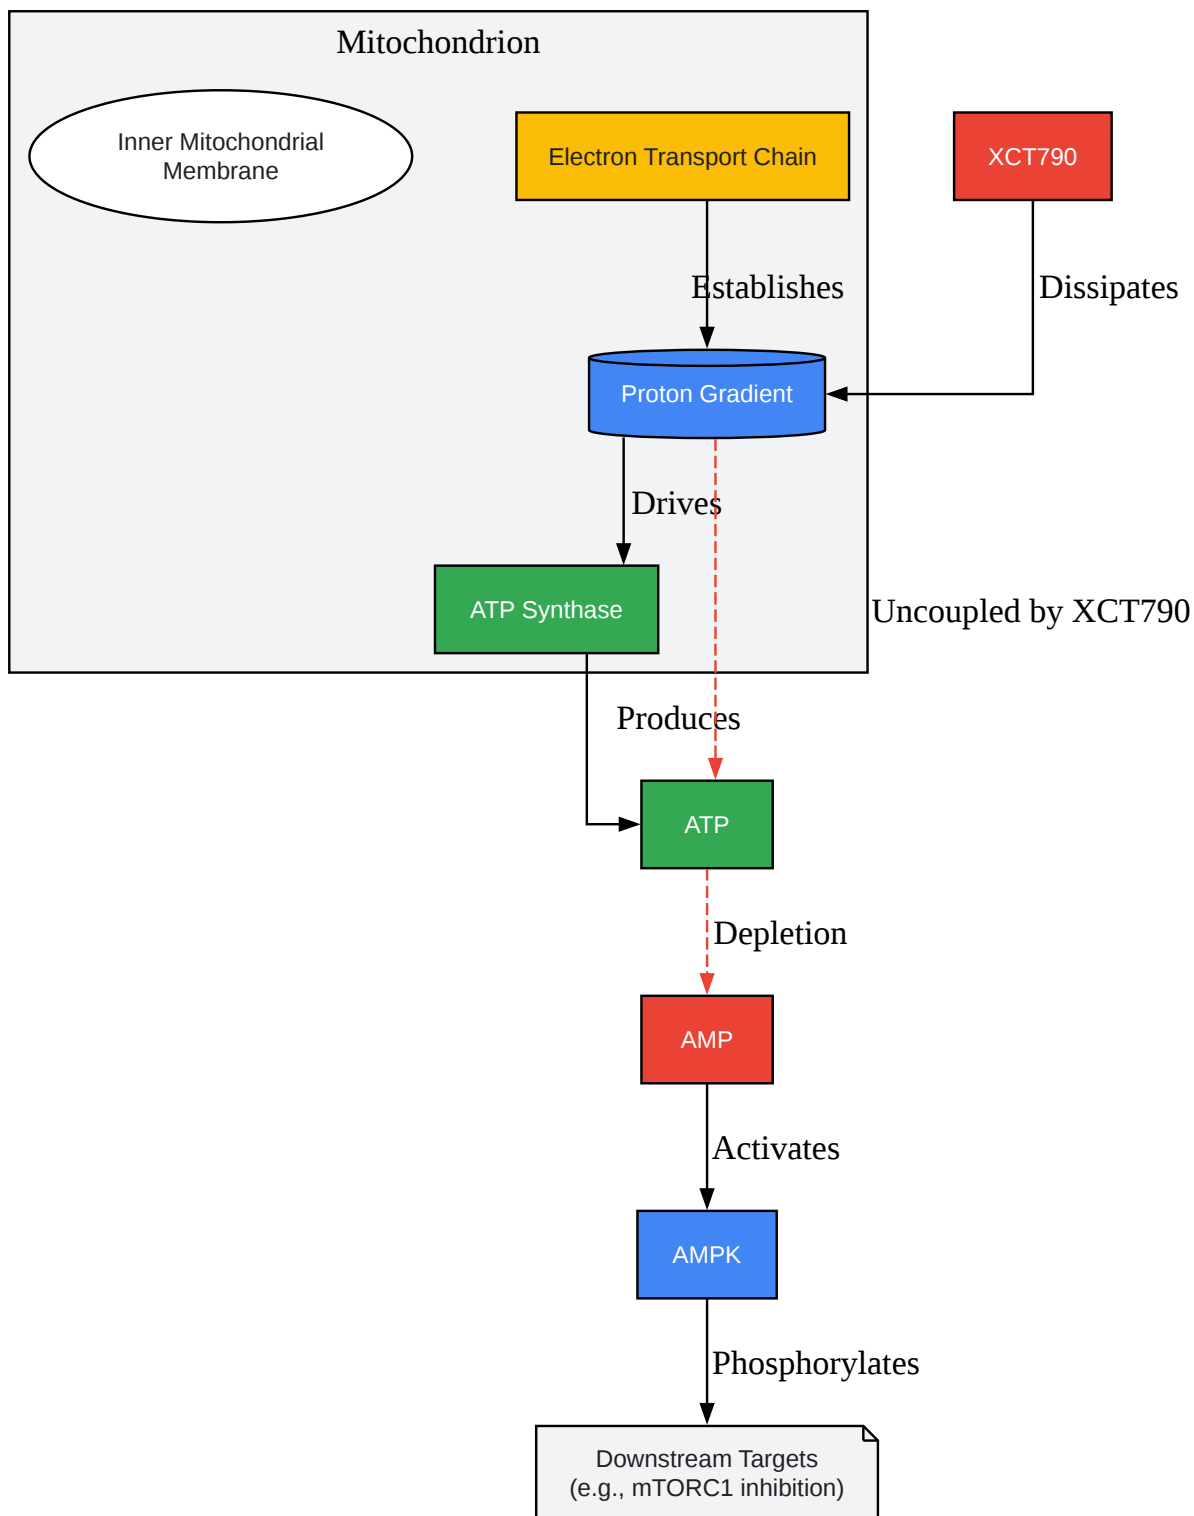 Mitochondrion
Inner Mitochondrial
Membrane
Electron Transport Chain
XCT790
Establishes
Dissipates
Proton Gradient
Drives
ATP Synthase
Uncoupled by XCT790
Produces
ATP
Depletion
AMP
Activates
AMPK
Phosphorylates
Downstream Targets
(e.g., mTORC1 inhibition)